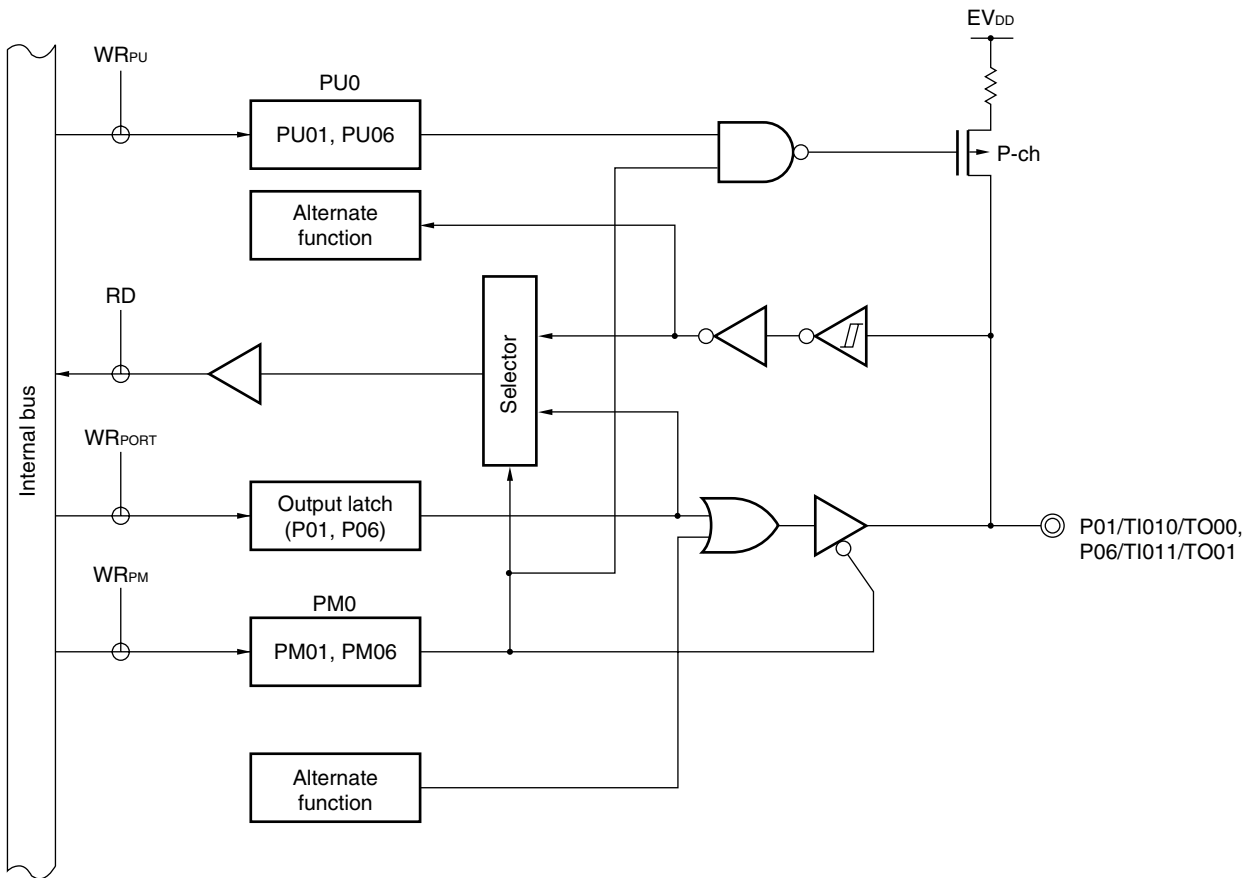 EVDD
WRPU
PU0
PU01, PU06
P-ch
Alternate
function
RD
Selector
Internal bus
WRPORT
Output latch
(P01, P06)
P01/TI010/TO00,
P06/TI011/TO01
WRPM
PM0
PM01, PM06
Alternate
function